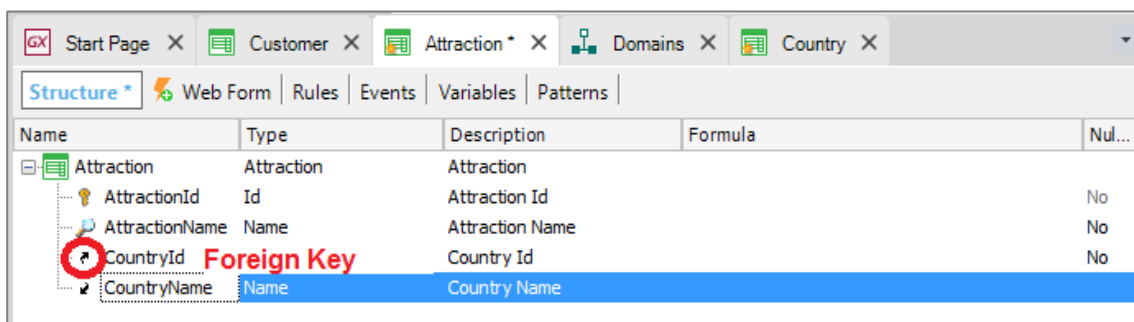 GX Start Page Customer Attraction * Domains Country
Structure * Web Form Rules Events Variables Patterns
Name Type Description Formula Nul...
Attraction Attraction Attraction
AttractionId Id Attraction Id No
AttractionName Name Attraction Name No
CountryId Foreign Key Country Id No
CountryName Name Country Name